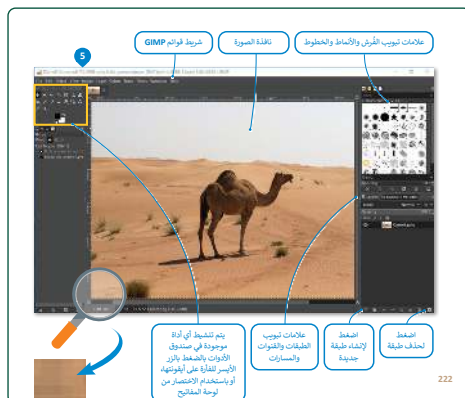 علامات تبويب الفُرش والأنماط والخطوط
نافذة الصورة
شريط قوائم GIMP
5
اضغط
لحذف طبقة
اضغط
لإنشاء طبقة
جديدة
علامات تبويب
الطبقات والقنوات
والمسارات
يتم تنشيط أي أداة
موجودة في صندوق
الأدوات بالضغط بالزر
الأيسر للفأرة على أيقونتها،
أو باستخدام الاختصار من
لوحة المفاتيح
222